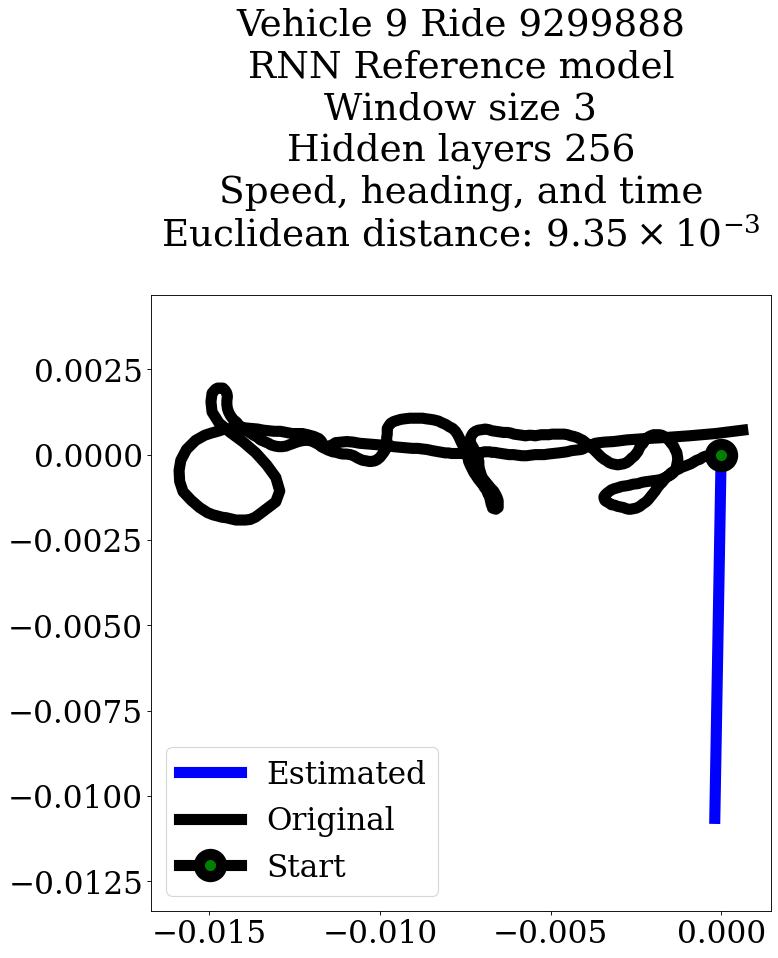 Vehicle 9 Ride 9299888
RNN Reference model
Window size 3
Hidden layers 256
Speed, heading, and time
Euclidean distance: 9.35 × 10⁻³
0.0025
0.0000
−0.0025
−0.0050
−0.0075
−0.0100
−0.0125
Estimated
Original
Start
−0.015 −0.010 −0.005 0.000